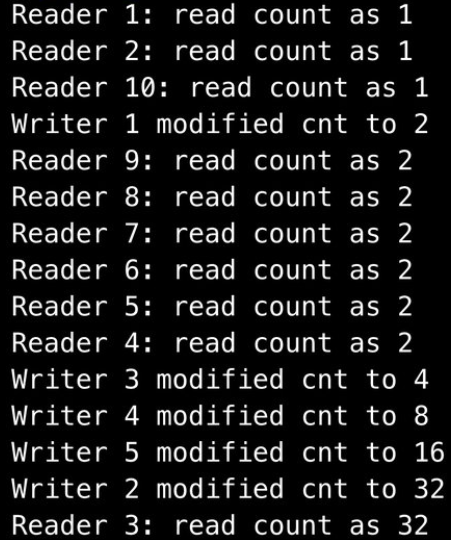 Reader 1: read count as 1
Reader 2: read count as 1
Reader 10: read count as 1
Writer 1 modified cnt to 2
Reader 9: read count as 2
Reader 8: read count as 2
Reader 7: read count as 2
Reader 6: read count as 2
Reader 5: read count as 2
Reader 4: read count as 2
Writer 3 modified cnt to 4
Writer 4 modified cnt to 8
Writer 5 modified cnt to 16
Writer 2 modified cnt to 32
Reader 3: read count as 32